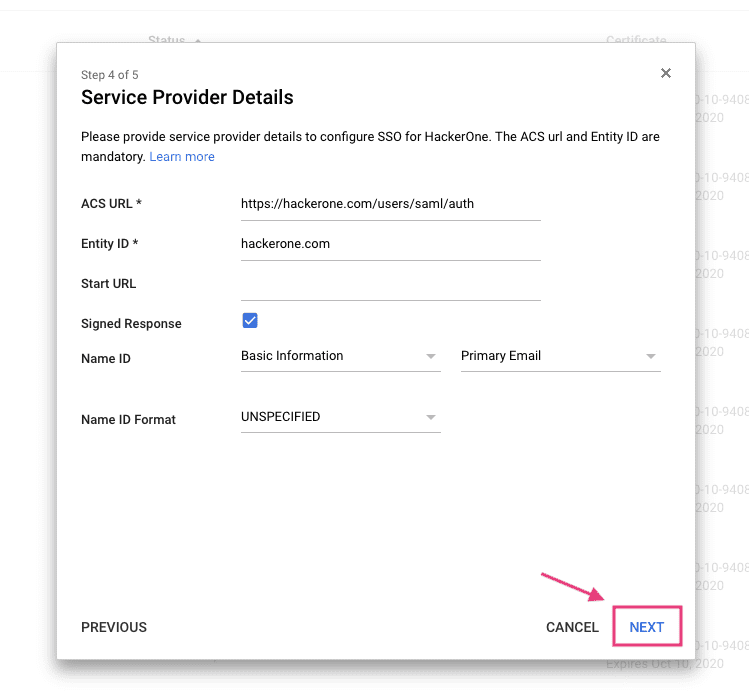 Status
Certificate
Step 4 of 5
Service Provider Details
Please provide service provider details to configure SSO for HackerOne. The ACS url and Entity ID are
mandatory. Learn more
ACS URL *
https://hackerone.com/users/saml/auth
Entity ID *
hackerone.com
Start URL
Signed Response
Name ID
Basic Information
Primary Email
Name ID Format
UNSPECIFIED
PREVIOUS
CANCEL
NEXT
0-10-9408
2020
0-10-9408
2020
0-10-9408
2020
0-10-9408
2020
0-10-9408
2020
0-10-9408
2020
0-10-9408
2020
0-10-9408
Expires Oct 10, 2020